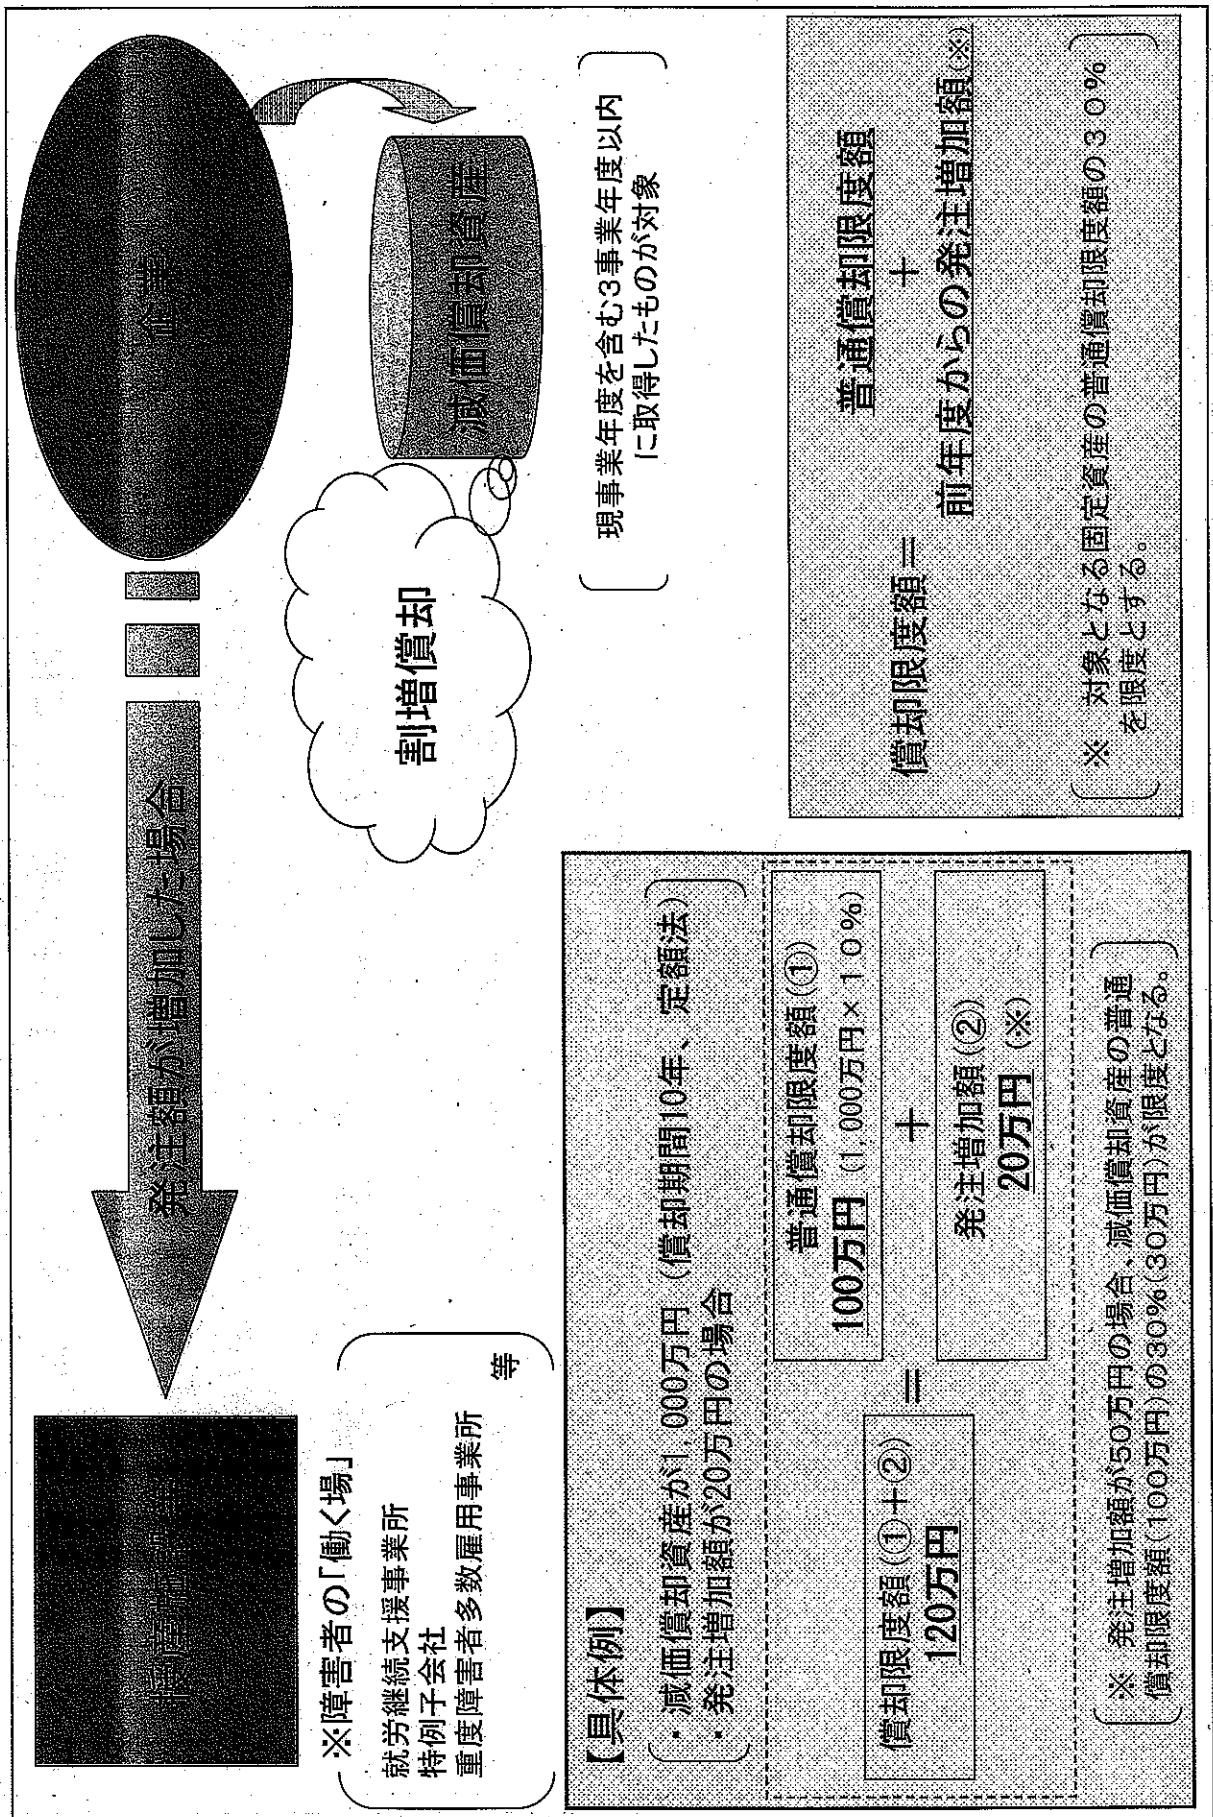 企業
発注額が増加した場合
※障害者の「働く場」
就労継続支援事業所
特例子会社
重度障害者多数雇用事業所
等
割増償却
減価償却資産
現事業年度を含む3事業年度以内
に取得したものが対象
【具体例】
・ 減価償却資産が1,000万円 (償却期間10年、定額法)
・ 発注増加額が20万円の場合
償却限度額(①+②)
120万円
=
普通償却限度額(①)
100万円 (1,000万円×10%)
+
発注増加額(②)
20万円 (※)
※ 発注増加額が50万円の場合、減価償却資産の普通
償却限度額(100万円)の30%(30万円)が限度となる。
償却限度額=
普通償却限度額
+
前年度からの発注増加額(※)
※ 対象となる固定資産の普通償却限度額の30%
を限度とする。